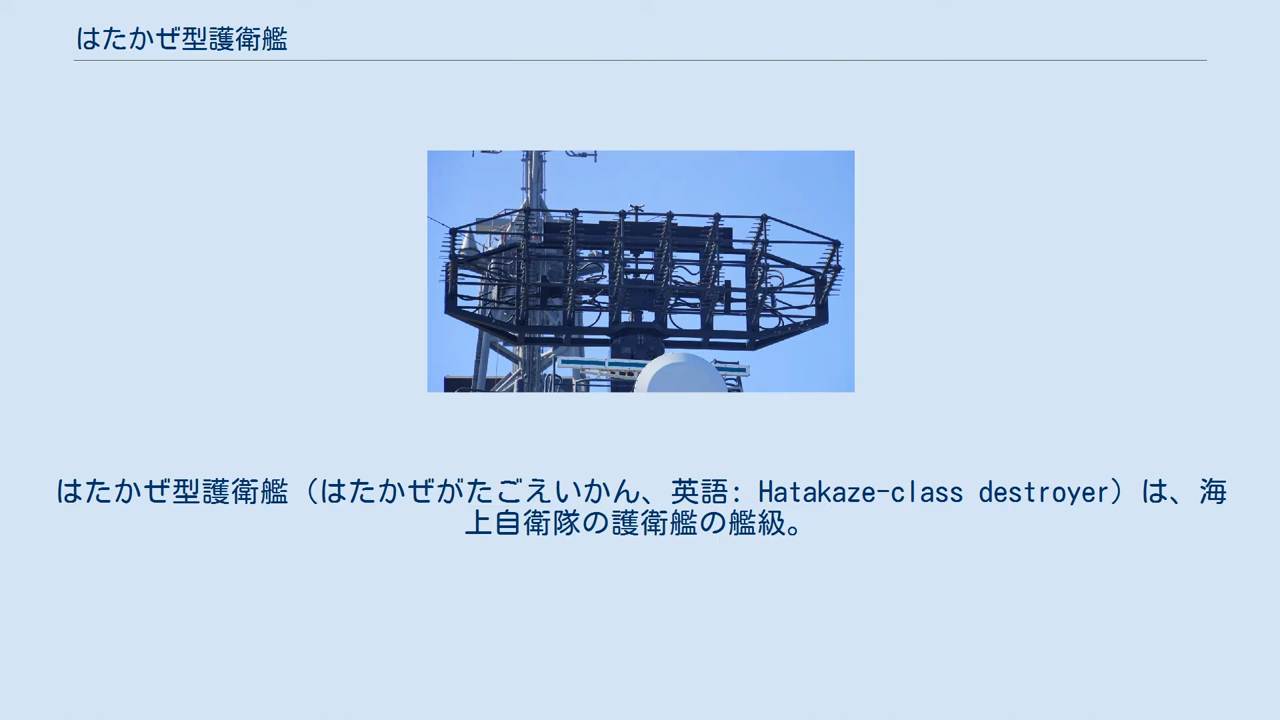 はたかぜ型護衛艦
はたかぜ型護衛艦（はたかぜがたごえいかん、英語: Hatakaze-class destroyer）は、海
上自衛隊の護衛艦の艦級。